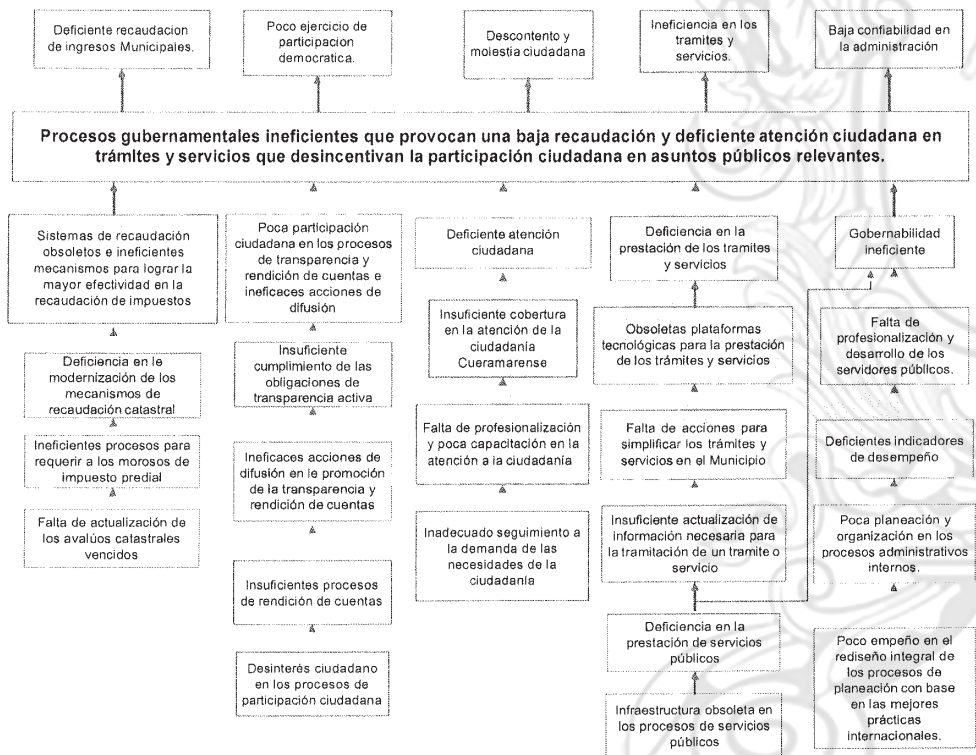 Deficiente recaudacion
de ingresos Municipales.
Poco ejercicio de
participacion
democratica.
Descontento y
molestia ciudadana
Ineficiencia en los
tramites y
servicios.
Baja confiabilidad en
la administración
Procesos gubernamentales ineficientes que provocan una baja recaudación y deficiente atención ciudadana en
trámites y servicios que desincentivan la participación ciudadana en asuntos públicos relevantes.
Sistemas de recaudación
obsoletos e ineficientes
mecanismos para lograr la
mayor efectividad en la
recaudación de impuestos
Deficiencia en le
modernización de los
mecanismos de
recaudación catastral
Ineficientes procesos para
requerir a los morosos de
impuesto predial
Falta de actualización de
los avalúos catastrales
vencidos
Poca participación
ciudadana en los procesos
de transparencia y
rendición de cuentas e
ineficaces acciones de
difusión
Insuficiente
cumplimiento de las
obligaciones de
transparencia activa
Ineficaces acciones de
difusión en le promoción
de la transparencia y
rendición de cuentas
Insuficientes procesos
de rendición de cuentas
Desinterés ciudadano
en los procesos de
participación ciudadana
Deficiente atención
ciudadana
Insuficiente cobertura
en la atención de la
ciudadanía
Cueramarense
Falta de profesionalización
y poca capacitación en la
atención a la ciudadanía
Inadecuado seguimiento a
la demanda de las
necesidades de la
ciudadanía
Deficiencia en la
prestación de los tramites
y servicios
Obsoletas plataformas
tecnológicas para la prestación
de los trámites y servicios
Falta de acciones para
simplificar los trámites y
servicios en el Municipio
Insuficiente actualización de
información necesaria para
la tramitación de un tramite o
servicio
Deficiencia en la
prestación de servicios
públicos
Infraestructura obsoleta en
los procesos de servicios
públicos
Gobernabilidad
ineficiente
Falta de
profesionalización y
desarrollo de los
servidores públicos.
Deficientes indicadores
de desempeño
Poca planeación y
organización en los
procesos administrativos
internos.
Poco empeño en el
rediseño integral de
los procesos de
planeación con base
en las mejores
prácticas
internacionales.